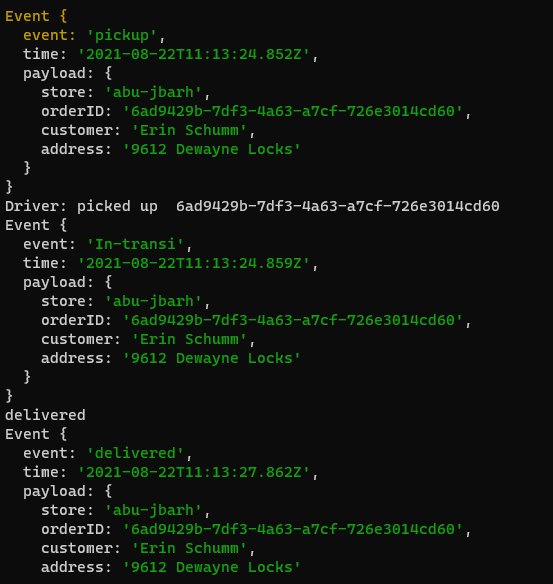 Event {
  event: 'pickup',
  time: '2021-08-22T11:13:24.852Z',
  payload: {
    store: 'abu-jbarh',
    orderID: '6ad9429b-7df3-4a63-a7cf-726e3014cd60',
    customer: 'Erin Schumm',
    address: '9612 Dewayne Locks'
  }
}
Driver: picked up  6ad9429b-7df3-4a63-a7cf-726e3014cd60
Event {
  event: 'In-transi',
  time: '2021-08-22T11:13:24.859Z',
  payload: {
    store: 'abu-jbarh',
    orderID: '6ad9429b-7df3-4a63-a7cf-726e3014cd60',
    customer: 'Erin Schumm',
    address: '9612 Dewayne Locks'
  }
}
delivered
Event {
  event: 'delivered',
  time: '2021-08-22T11:13:27.862Z',
  payload: {
    store: 'abu-jbarh',
    orderID: '6ad9429b-7df3-4a63-a7cf-726e3014cd60',
    customer: 'Erin Schumm',
    address: '9612 Dewayne Locks'